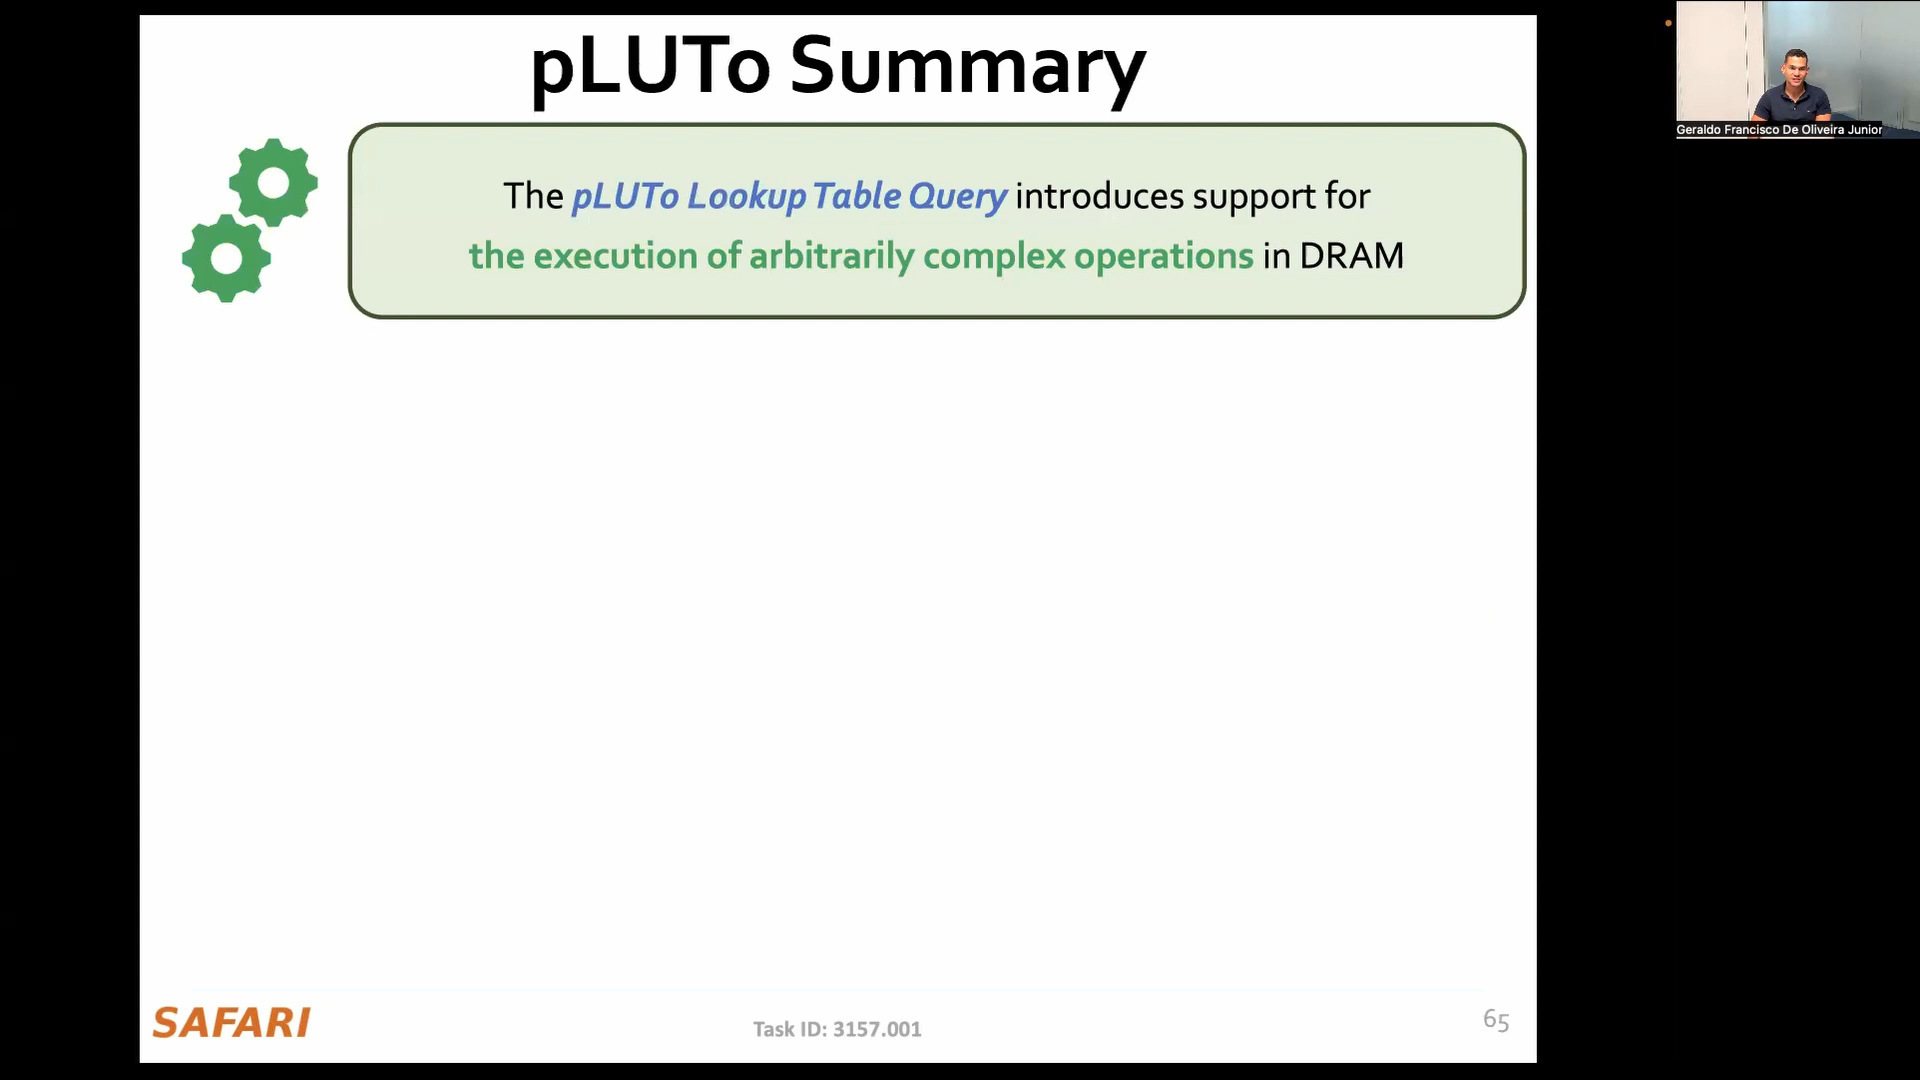 pLUTo Summary
Geraldo Francisco De Oliveira Junior
The pLUTo Lookup Table Query introduces support for
the execution of arbitrarily complex operations in DRAM
SAFARI
Task ID: 3157.001
65